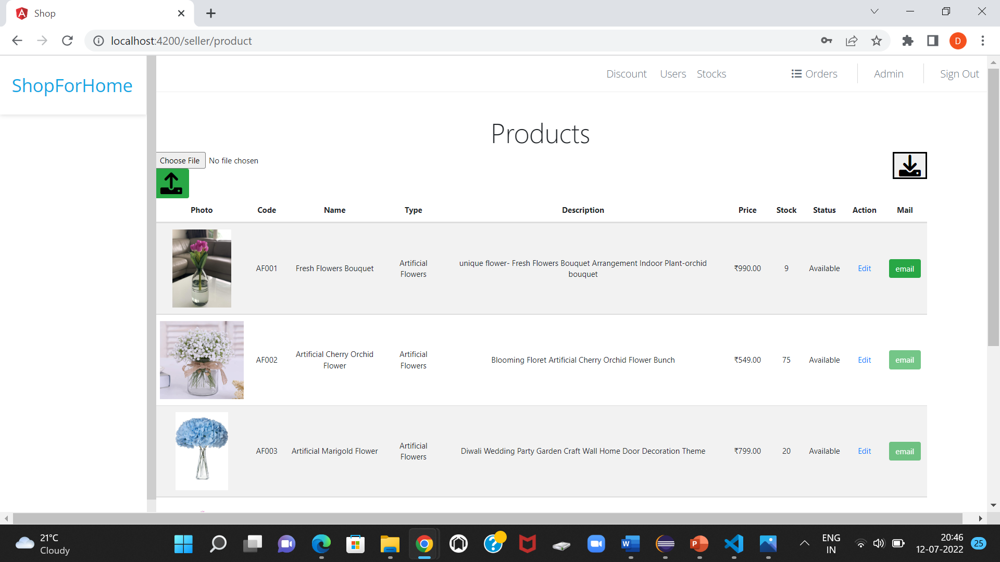 Shop
localhost:4200/seller/product
D
ShopForHome
Discount Users Stocks Orders Admin Sign Out
Products
Choose File No file chosen
Photo Code Name Type Description Price Stock Status Action Mail
AF001 Fresh Flowers Bouquet Artificial Flowers unique flower- Fresh Flowers Bouquet Arrangement Indoor Plant-orchid bouquet ₹990.00 9 Available Edit email
AF002 Artificial Cherry Orchid Flower Artificial Flowers Blooming Floret Artificial Cherry Orchid Flower Bunch ₹549.00 75 Available Edit email
AF003 Artificial Marigold Flower Artificial Flowers Diwali Wedding Party Garden Craft Wall Home Door Decoration Theme ₹799.00 20 Available Edit email
21°C
Cloudy
W
P
ENG
IN
20:46
12-07-2022
25